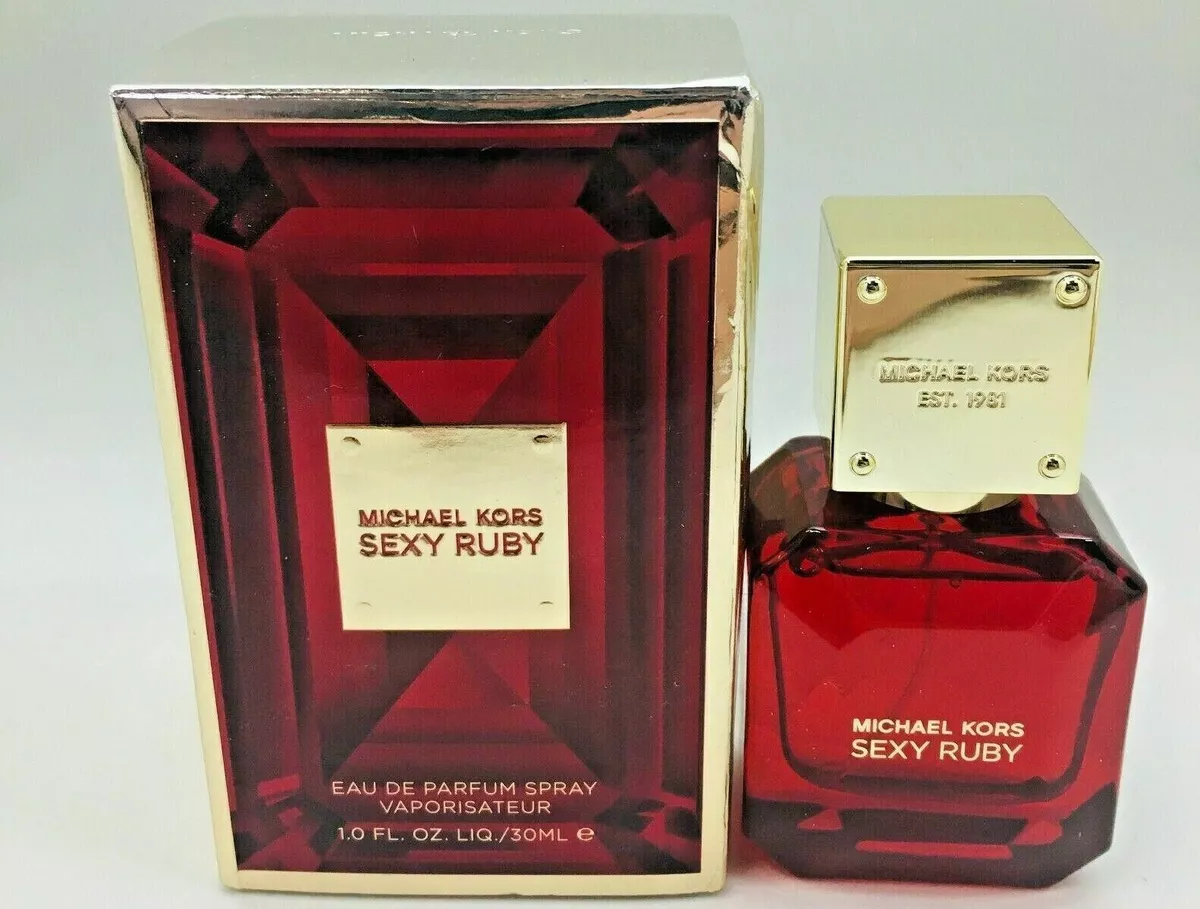 MICHAEL KORS
SEXY RUBY
EAU DE PARFUM SPRAY
VAPORISATEUR
1.0 FL. OZ. LIQ./30ML ℮
MICHAEL KORS
EST. 1981
MICHAEL KORS
SEXY RUBY